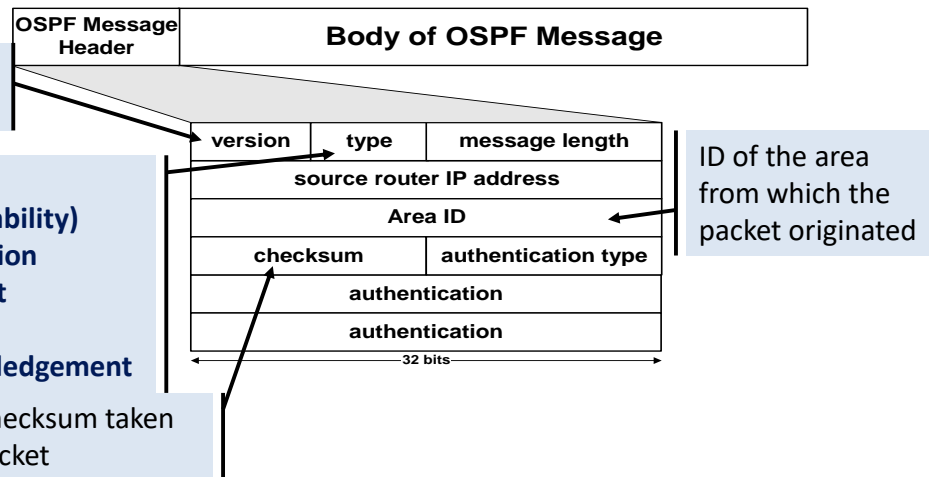 OSPF Message
Header
Body of OSPF Message
version
type
message length
source router IP address
Area ID
checksum
authentication type
authentication
authentication
32 bits
ID of the area
from which the
packet originated
ability)
ion
t
ledgement
hecksum taken
cket